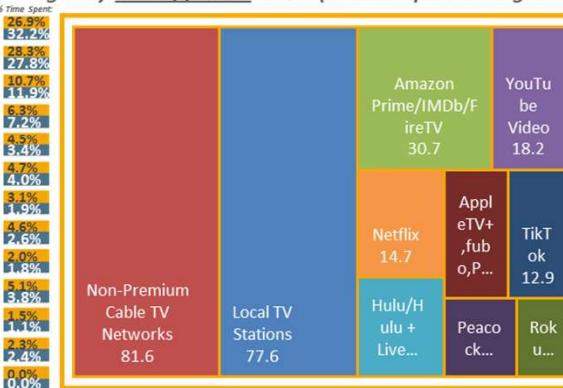 % Time Spent:
26.9%
32.2%
28.3%
27.8%
10.7%
11.9%
6.3%
7.2%
4.5%
3.4%
4.7%
4.0%
3.1%
1.9%
4.6%
2.6%
2.0%
1.8%
5.1%
3.8%
1.5%
1.1%
2.3%
2.4%
0.0%
0.0%
Non-Premium
Cable TV
Networks
81.6
Local TV
Stations
77.6
Amazon
Prime/IMDb/F
ireTV
30.7
YouTu
be
Video
18.2
Netflix
14.7
Appl
eTV+
,fub
o,P...
TikT
ok
12.9
Hulu/H
ulu +
Live...
Peaco
ck...
Rok
u...